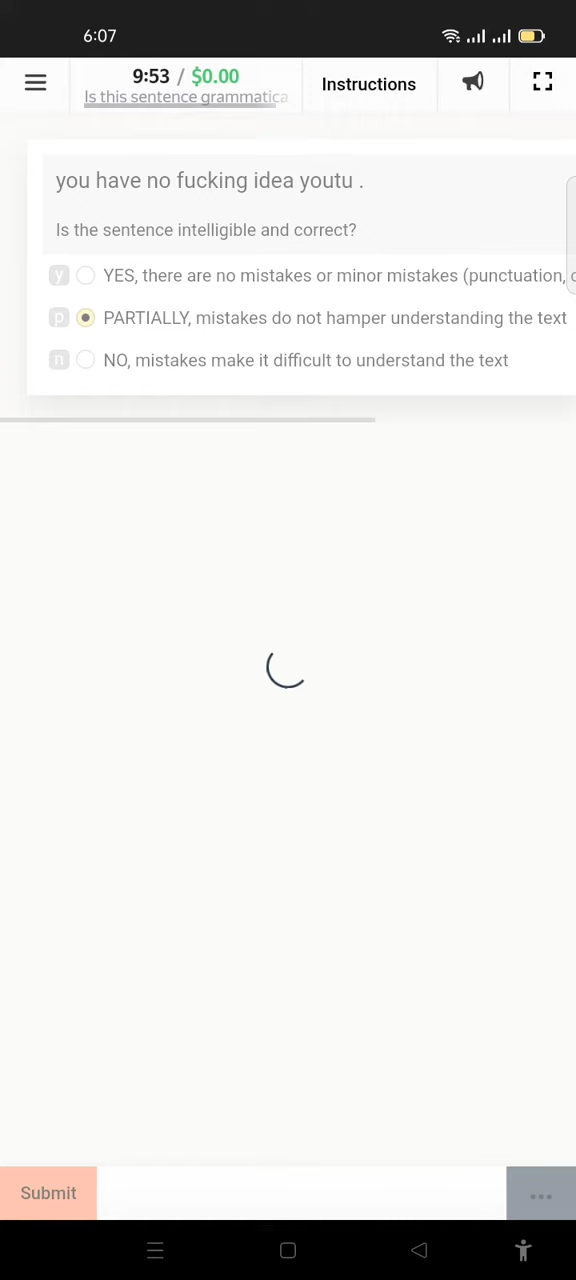 6:07
9:53 / $0.00
Is this sentence grammatica
Instructions
you have no fucking idea youtu .
Is the sentence intelligible and correct?
y YES, there are no mistakes or minor mistakes (punctuation,
p PARTIALLY, mistakes do not hamper understanding the text
n NO, mistakes make it difficult to understand the text
Submit